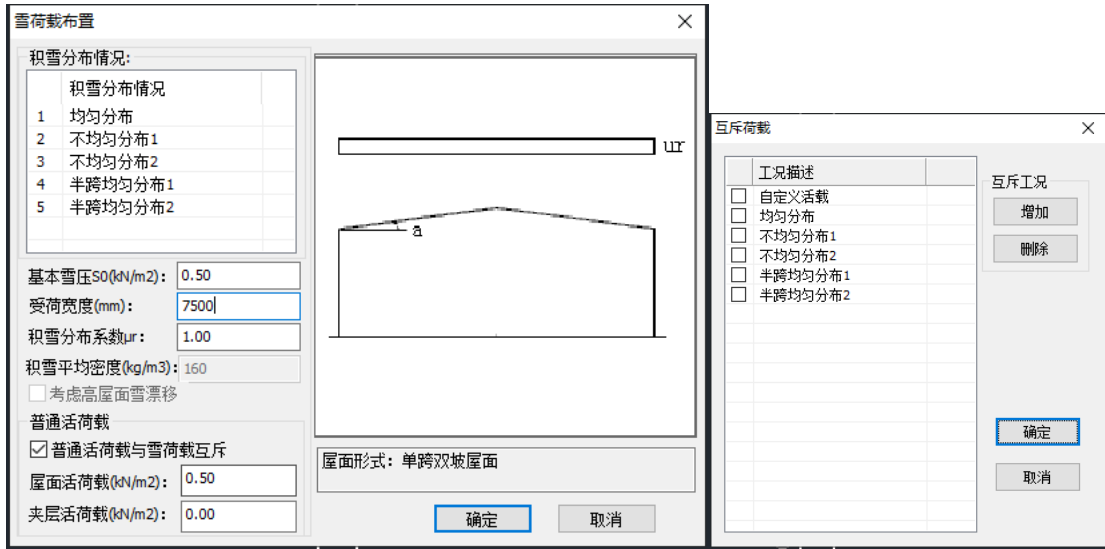 雪荷载布置
积雪分布情况:
积雪分布情况
1 均匀分布
2 不均匀分布1
3 不均匀分布2
4 半跨均匀分布1
5 半跨均匀分布2
基本雪压S0(kN/m2): 0.50
受荷宽度(mm): 7500
积雪分布系数μr: 1.00
积雪平均密度(kg/m3): 160
考虑高屋面雪漂移
普通活荷载
普通活荷载与雪荷载互斥
屋面活荷载(kN/m2): 0.50
夹层活荷载(kN/m2): 0.00
ur
a
屋面形式: 单跨双坡屋面
确定 取消
互斥荷载
工况描述
自定义活载
均匀分布
不均匀分布1
不均匀分布2
半跨均匀分布1
半跨均匀分布2
互斥工况
增加
删除
确定
取消